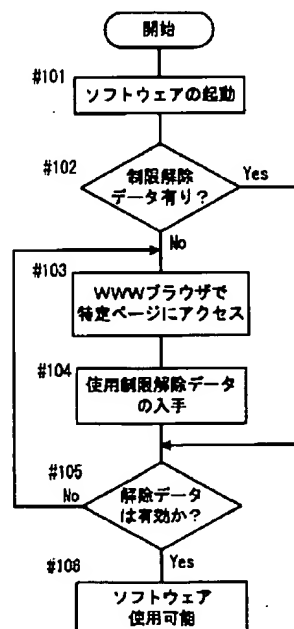 開始
#101
ソフトウェアの起動
#102
制限解除
データ有り?
Yes
No
#103
WWWブラウザで
特定ページにアクセス
#104
使用制限解除データ
の入手
#105
No
解除データ
は有効か?
Yes
#106
ソフトウェア
使用可能